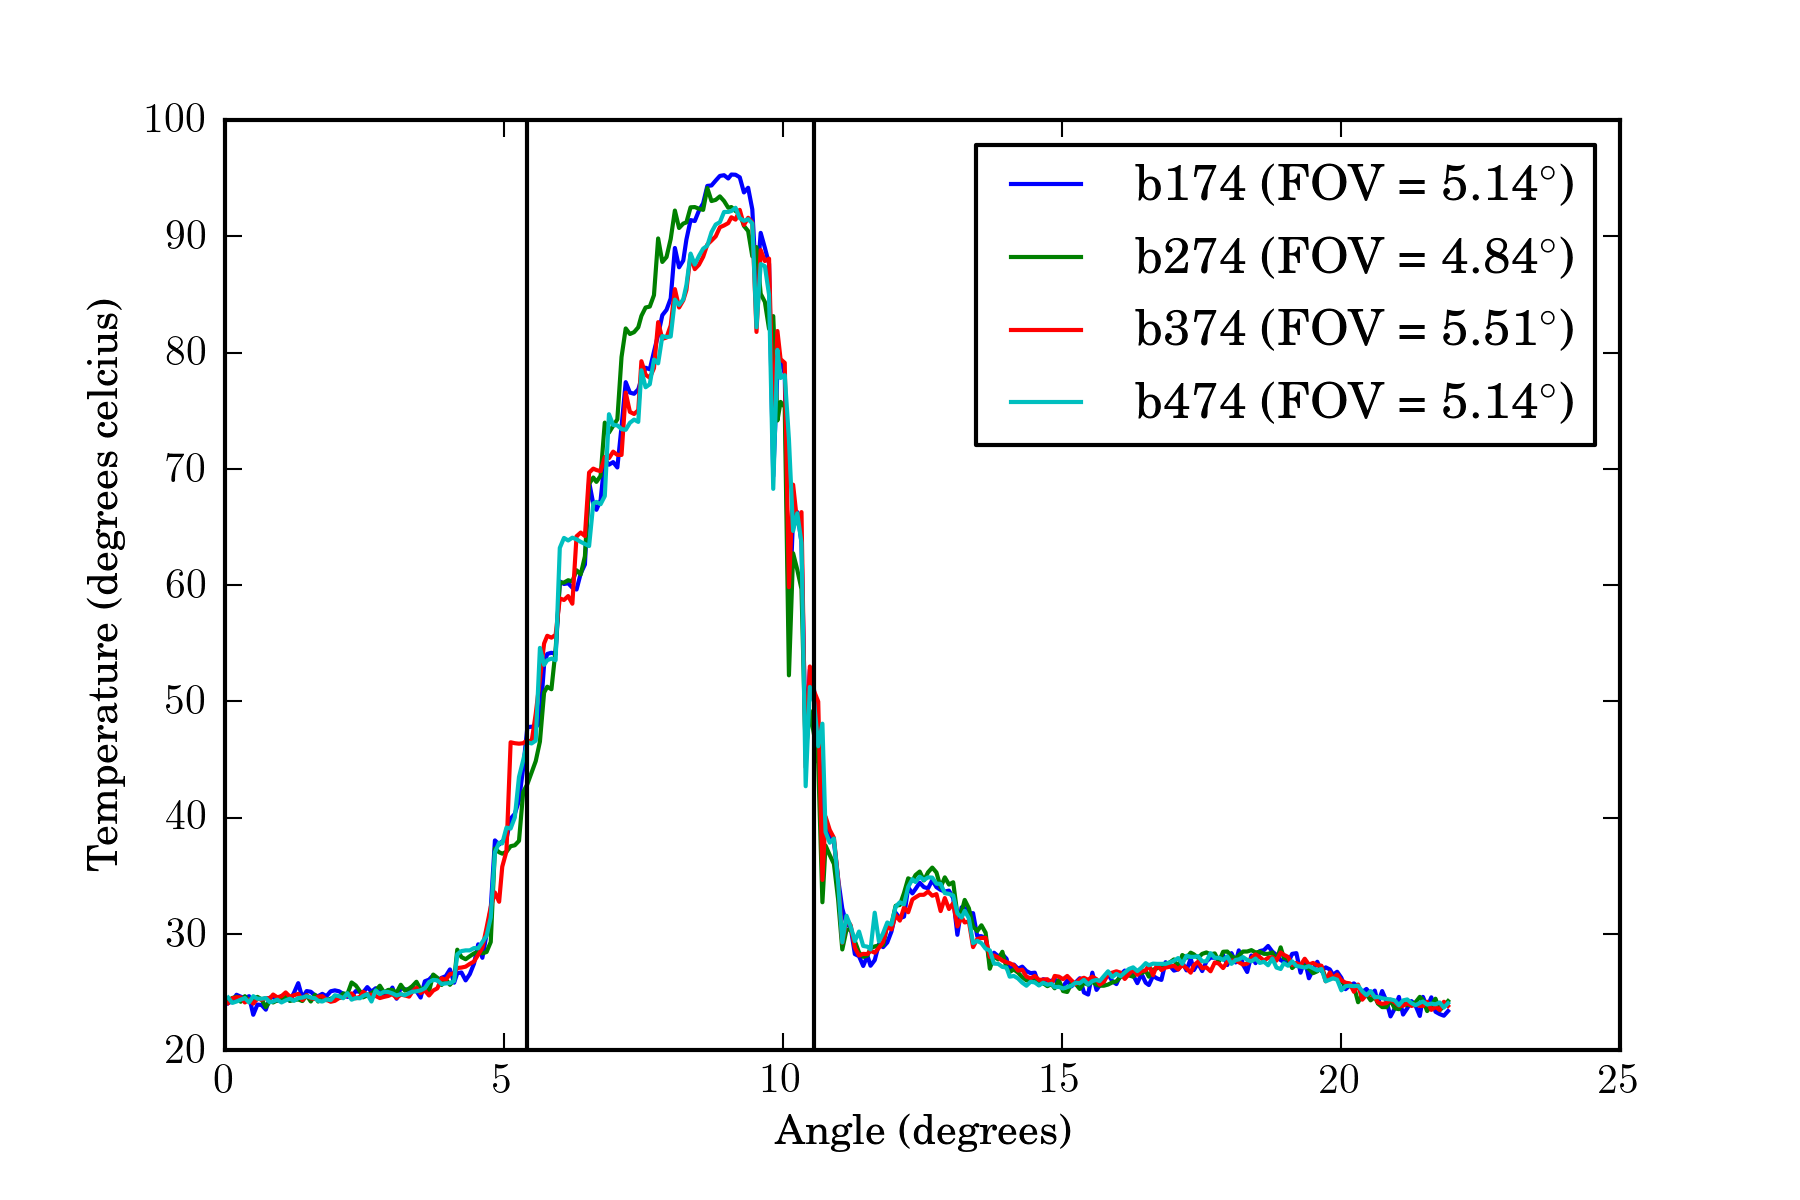 100
90
80
70
60
50
40
30
20
0 5 10 15 20 25
Temperature (degrees celcius)
Angle (degrees)
b174 (FOV = 5.14°)
b274 (FOV = 4.84°)
b374 (FOV = 5.51°)
b474 (FOV = 5.14°)